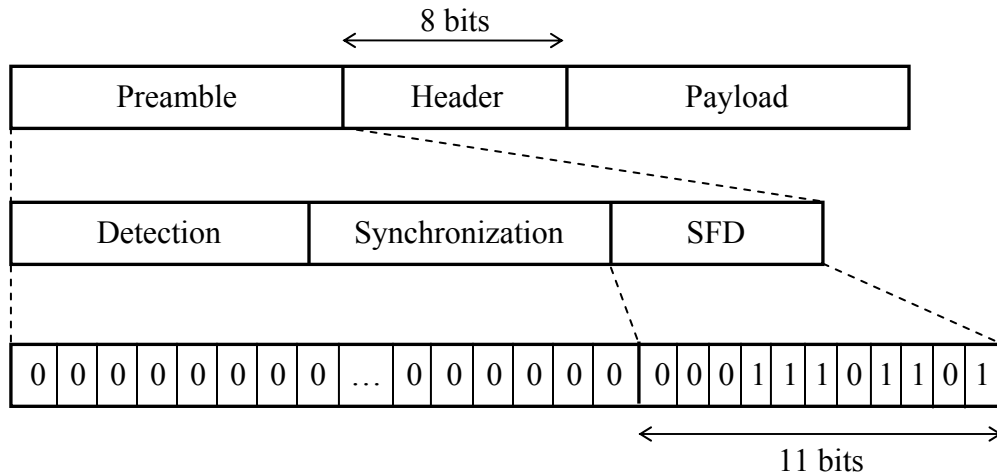 8 bits
Preamble Header Payload
Detection Synchronization SFD
0 0 0 0 0 0 0 0 ... 0 0 0 0 0 0 0 0 0 1 1 1 0 1 1 0 1
11 bits